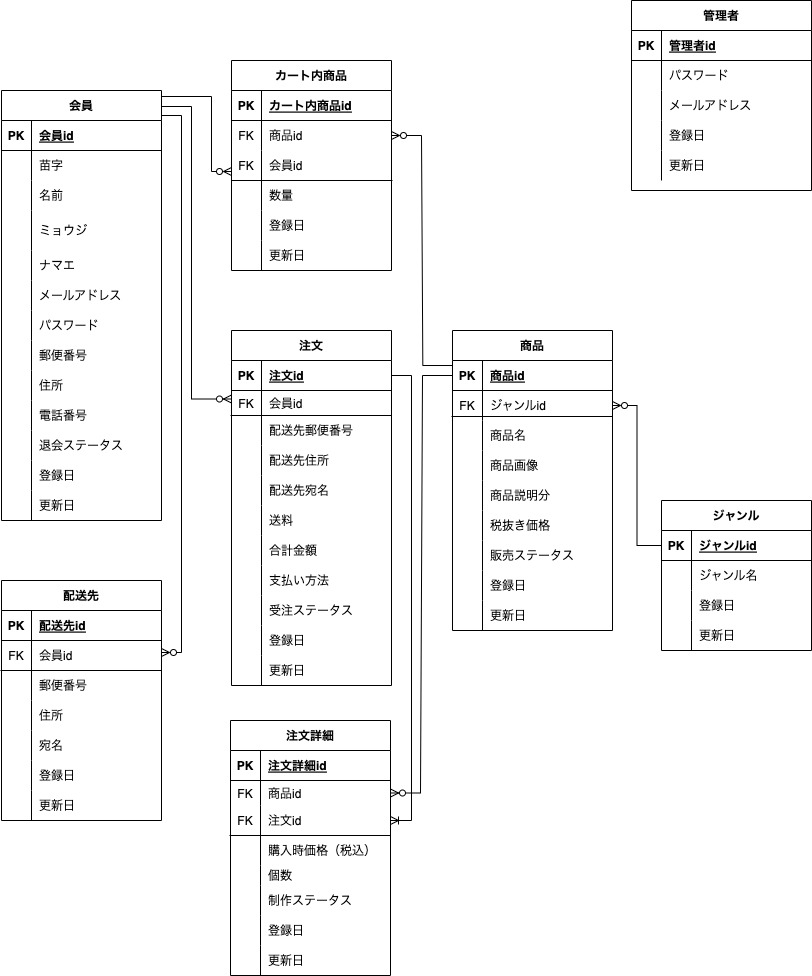 管理者
PK 管理者id
パスワード
メールアドレス
登録日
更新日
カート内商品
PK カート内商品id
FK 商品id
FK 会員id
数量
登録日
更新日
会員
PK 会員id
苗字
名前
ミョウジ
ナマエ
メールアドレス
パスワード
郵便番号
住所
電話番号
退会ステータス
登録日
更新日
注文
PK 注文id
FK 会員id
配送先郵便番号
配送先住所
配送先宛名
送料
合計金額
支払い方法
受注ステータス
登録日
更新日
商品
PK 商品id
FK ジャンルid
商品名
商品画像
商品説明分
税抜き価格
販売ステータス
登録日
更新日
ジャンル
PK ジャンルid
ジャンル名
登録日
更新日
配送先
PK 配送先id
FK 会員id
郵便番号
住所
宛名
登録日
更新日
注文詳細
PK 注文詳細id
FK 商品id
FK 注文id
購入時価格（税込）
個数
制作ステータス
登録日
更新日